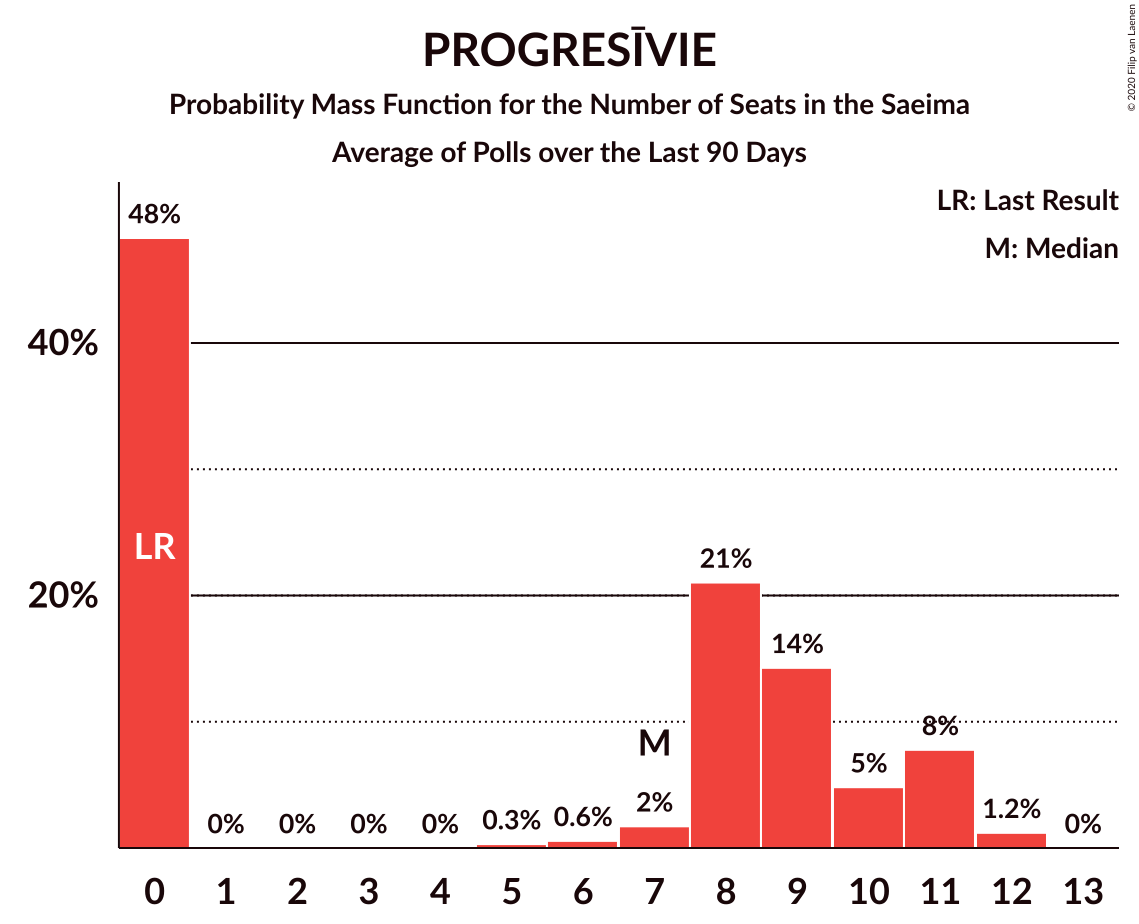 PROGRESĪVIE
Probability Mass Function for the Number of Seats in the Saeima
Average of Polls over the Last 90 Days
© 2020 Filip van Laenen
LR: Last Result
M: Median
48%
40%
LR
21%
20%
14%
8%
M
5%
2%
1.2%
0% 0% 0% 0% 0.3% 0.6% 0%
0 1 2 3 4 5 6 7 8 9 10 11 12 13